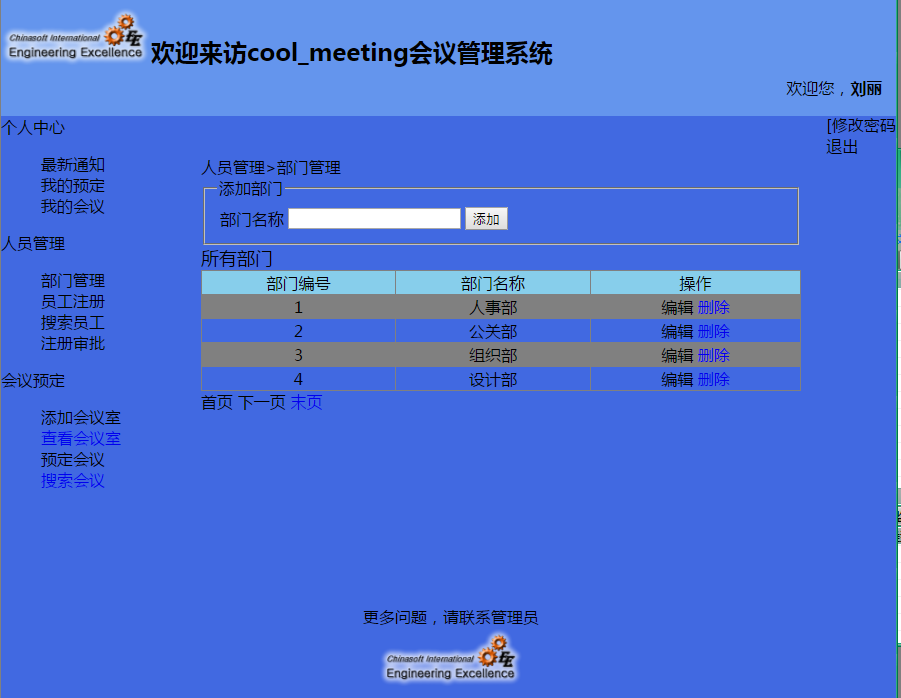 Chinasoft International
Engineering Excellence
欢迎来访cool_meeting会议管理系统
欢迎您，刘丽
[修改密码
退出
个人中心
最新通知
我的预定
我的会议
人员管理
部门管理
员工注册
搜索员工
注册审批
会议预定
添加会议室
查看会议室
预定会议
搜索会议
人员管理>部门管理
添加部门
部门名称 添加
所有部门
部门编号 部门名称 操作
1 人事部 编辑 删除
2 公关部 编辑 删除
3 组织部 编辑 删除
4 设计部 编辑 删除
首页 下一页 末页
更多问题，请联系管理员
Chinasoft International
Engineering Excellence